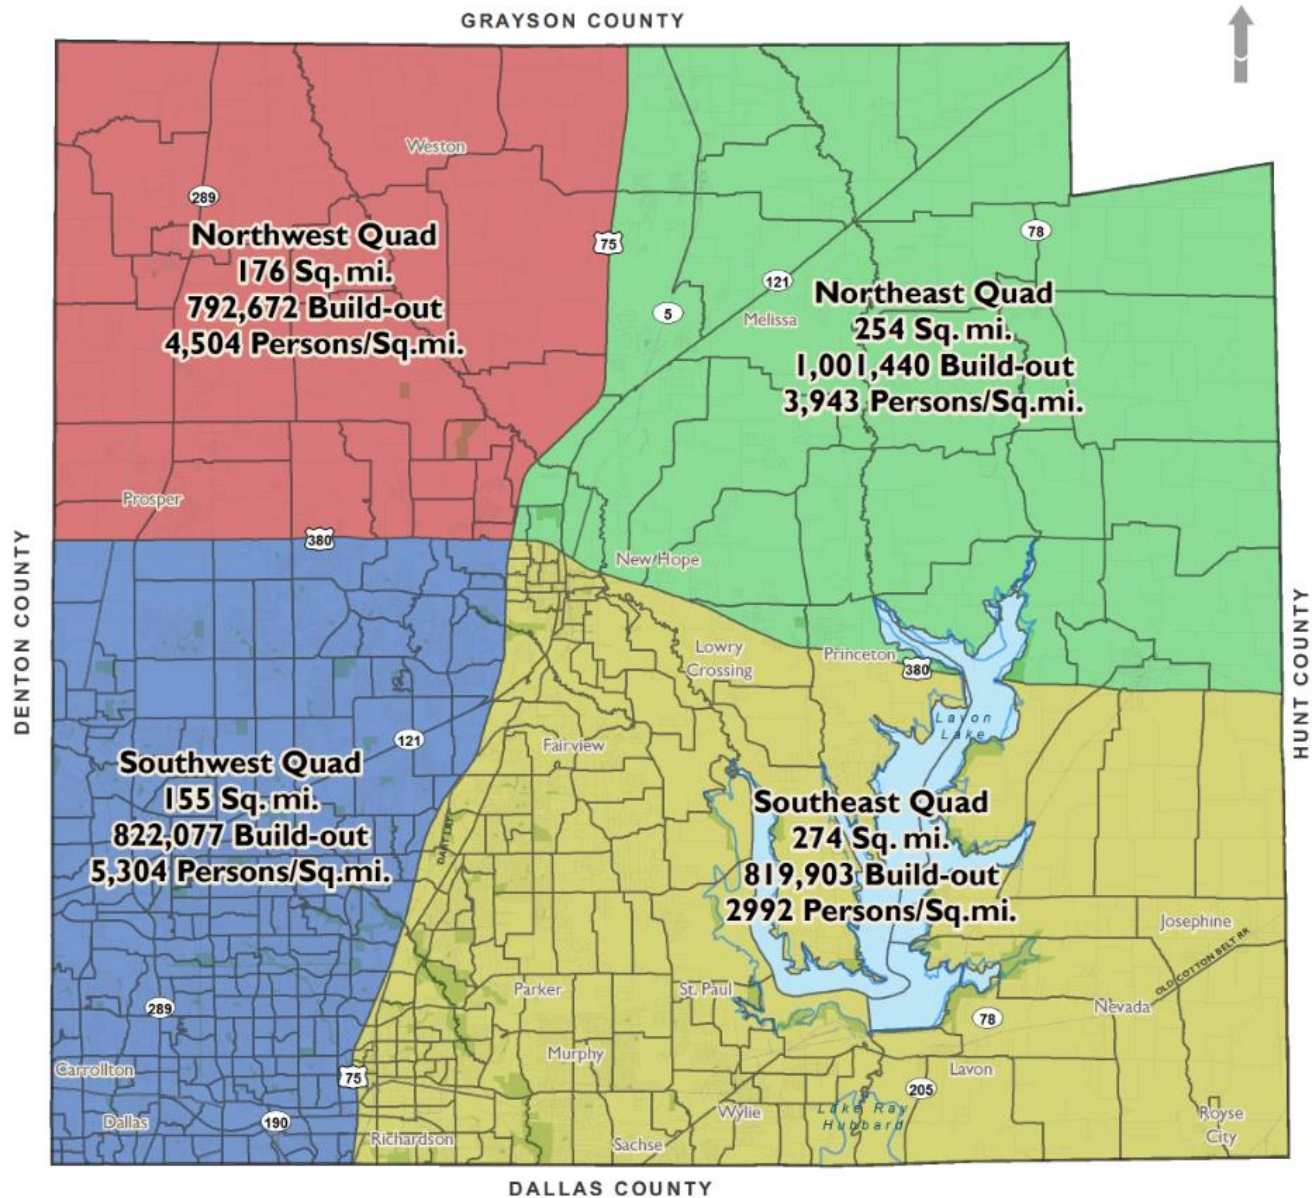 GRAYSON COUNTY
Weston
289
Northwest Quad
176 Sq. mi.
792,672 Build-out
4,504 Persons/Sq.mi.
75
78
121
5
Melissa
Northeast Quad
254 Sq. mi.
1,001,440 Build-out
3,943 Persons/Sq.mi.
Prosper
380
New Hope
DENTON COUNTY
HUNT COUNTY
Lowry
Crossing
Princeton
380
Lavon
Lake
121
Fairview
Southwest Quad
155 Sq. mi.
822,077 Build-out
5,304 Persons/Sq.mi.
DART LRT
Southeast Quad
274 Sq. mi.
819,903 Build-out
2992 Persons/Sq.mi.
Josephine
OLD COTTON BELT RR
289
Parker
St. Paul
Nevada
78
Murphy
Carrollton
75
Lavon
205
Dallas
190
Wylie
Lake Ray
Hubbard
Royse
City
Richardson
Sachse
DALLAS COUNTY